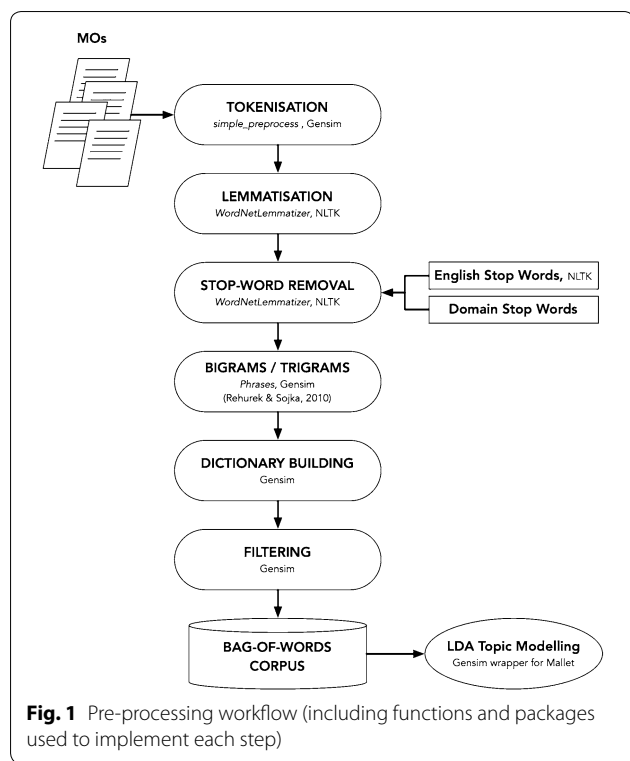 MOs
TOKENISATION
simple_preprocess , Gensim
LEMMATISATION
WordNetLemmatizer, NLTK
STOP-WORD REMOVAL
WordNetLemmatizer, NLTK
English Stop Words, NLTK
Domain Stop Words
BIGRAMS / TRIGRAMS
Phrases, Gensim
(Rehurek & Sojka, 2010)
DICTIONARY BUILDING
Gensim
FILTERING
Gensim
BAG-OF-WORDS
CORPUS
LDA Topic Modelling
Gensim wrapper for Mallet
Fig. 1 Pre-processing workflow (including functions and packages
used to implement each step)